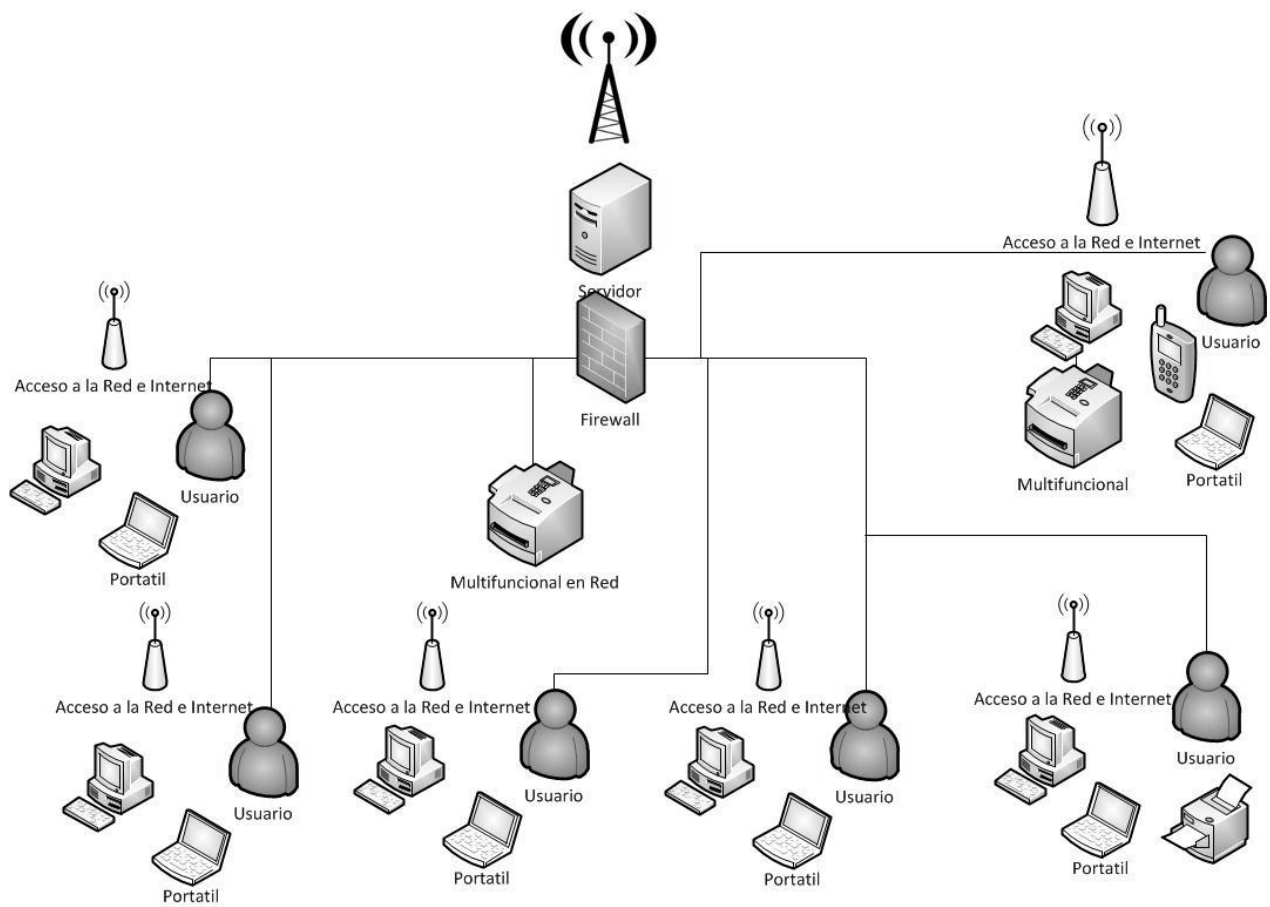 Servidor
Acceso a la Red e Internet
Usuario
Acceso a la Red e Internet
Firewall
Multifuncional
Portatil
Usuario
Portatil
Multifuncional en Red
Acceso a la Red e Internet
Acceso a la Red e Internet
Acceso a la Red e Internet
Acceso a la Red e Internet
Usuario
Usuario
Usuario
Usuario
Portatil
Portatil
Portatil
Portatil